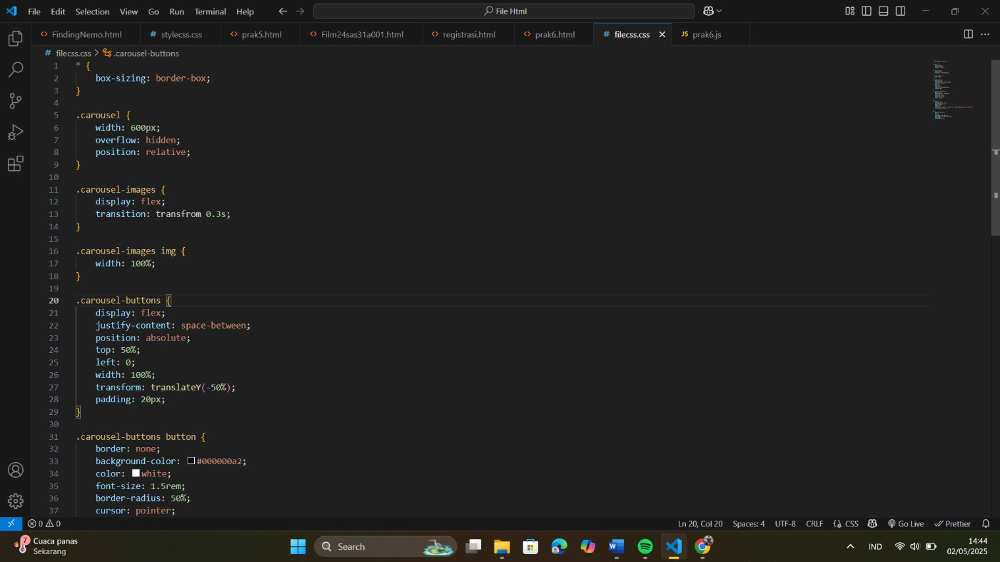 File Edit Selection View Go Run Terminal Help
File Html
FindingNemo.html stylecss.css prak5.html Film24sas31a001.html registrasi.html prak6.html filecss.css prak6.js
filecss.css > .carousel-buttons
1 * {
2 box-sizing: border-box;
3 }
4
5 .carousel {
6 width: 600px;
7 overflow: hidden;
8 position: relative;
9 }
10
11 .carousel-images {
12 display: flex;
13 transition: transfrom 0.3s;
14 }
15
16 .carousel-images img {
17 width: 100%;
18 }
19
20 .carousel-buttons {
21 display: flex;
22 justify-content: space-between;
23 position: absolute;
24 top: 50%;
25 left: 0;
26 width: 100%;
27 transform: translateY(-50%);
28 padding: 20px;
29 }
30
31 .carousel-buttons button {
32 border: none;
33 background-color: #000000a2;
34 color: white;
35 font-size: 1.5rem;
36 border-radius: 50%;
37 cursor: pointer;
0 0 Ln 20, Col 20 Spaces: 4 UTF-8 CRLF {} CSS Go Live Prettier
7 Cuaca panas
Sekarang
Search
IND
14:44
02/05/2025